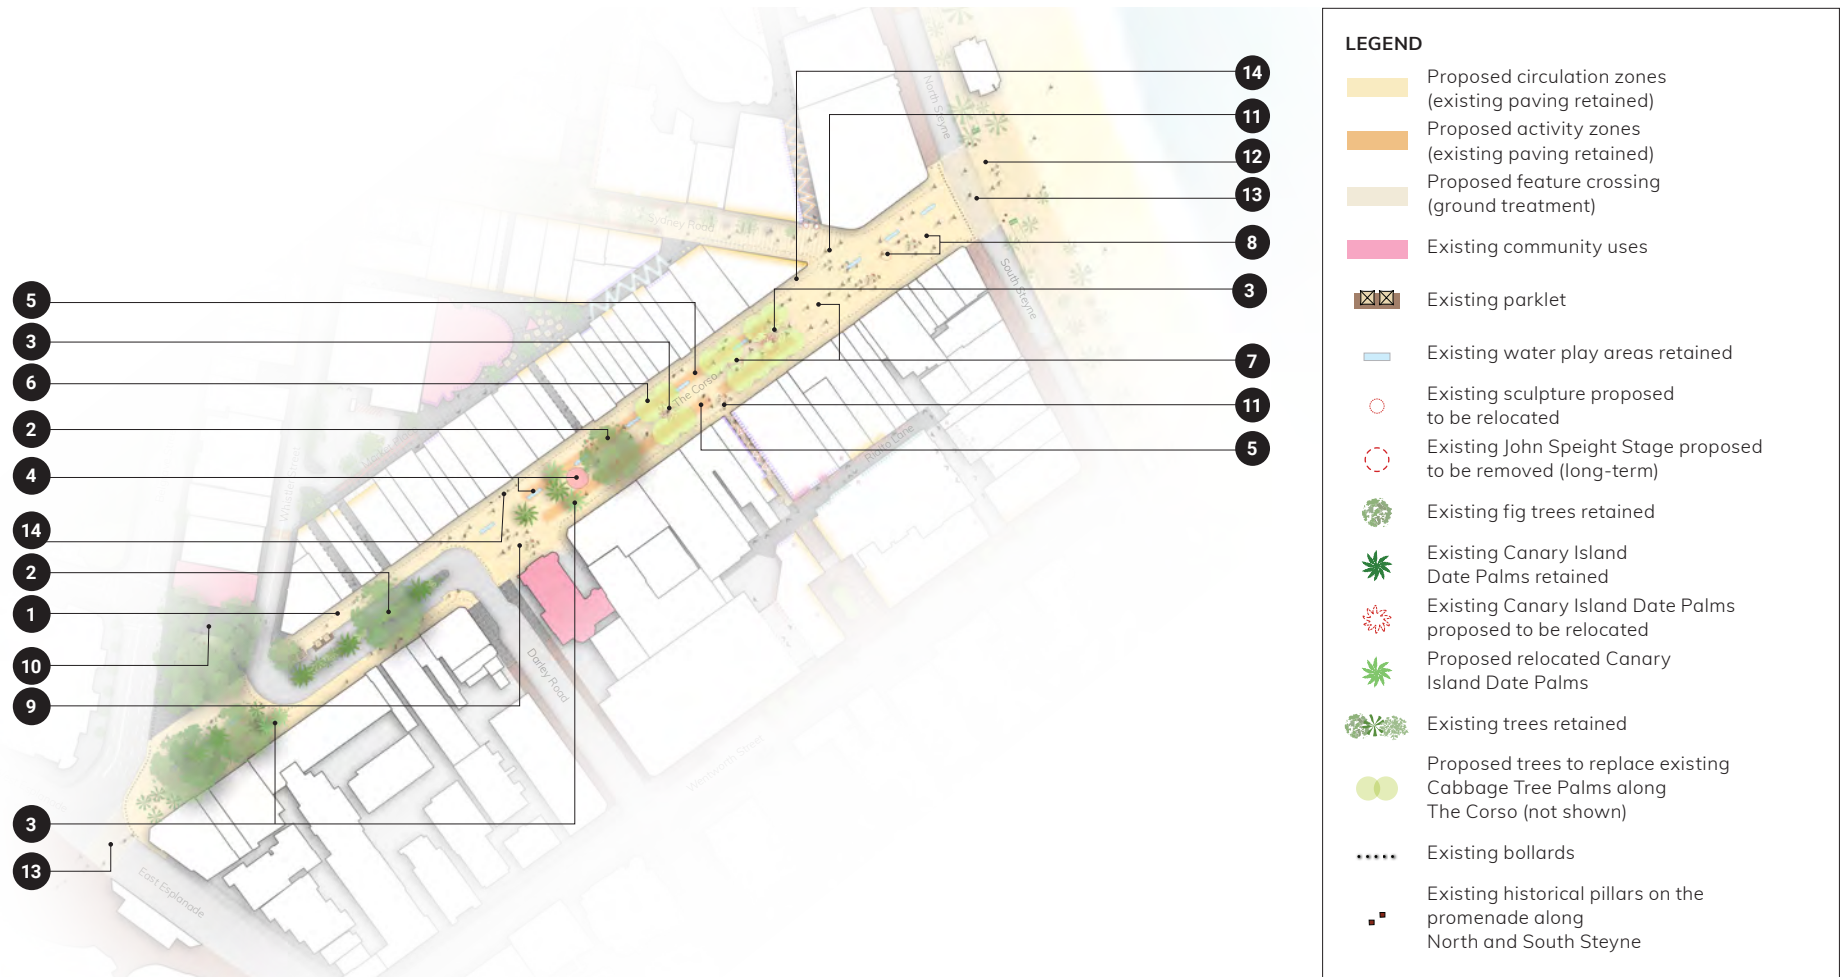 14
11
12
13
8
3
7
11
5
5
3
6
2
4
14
2
1
10
9
3
13
North Steyne
Sydney Road
South Steyne
The Corso
Rialto Lane
Whistler Street
Darley Road
Wentworth Street
East Esplanade
LEGEND
Proposed circulation zones
(existing paving retained)
Proposed activity zones
(existing paving retained)
Proposed feature crossing
(ground treatment)
Existing community uses
Existing parklet
Existing water play areas retained
Existing sculpture proposed
to be relocated
Existing John Speight Stage proposed
to be removed (long-term)
Existing fig trees retained
Existing Canary Island
Date Palms retained
Existing Canary Island Date Palms
proposed to be relocated
Proposed relocated Canary
Island Date Palms
Existing trees retained
Proposed trees to replace existing
Cabbage Tree Palms along
The Corso (not shown)
Existing bollards
Existing historical pillars on the
promenade along
North and South Steyne